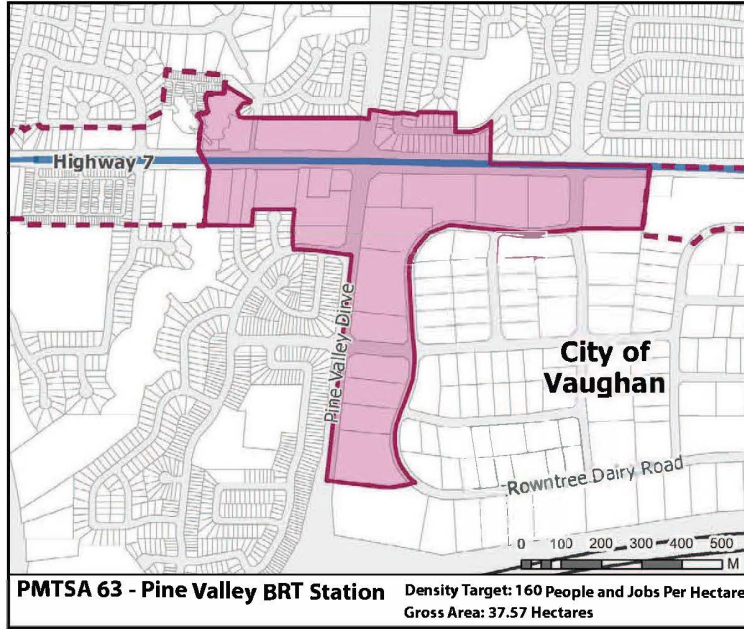 Highway 7
Pine Valley Dirve
City of
Vaughan
Rowntree Dairy Road
0 100 200 300 400 500
M
PMTSA 63 - Pine Valley BRT Station
Density Target: 160 People and Jobs Per Hectare
Gross Area: 37.57 Hectares